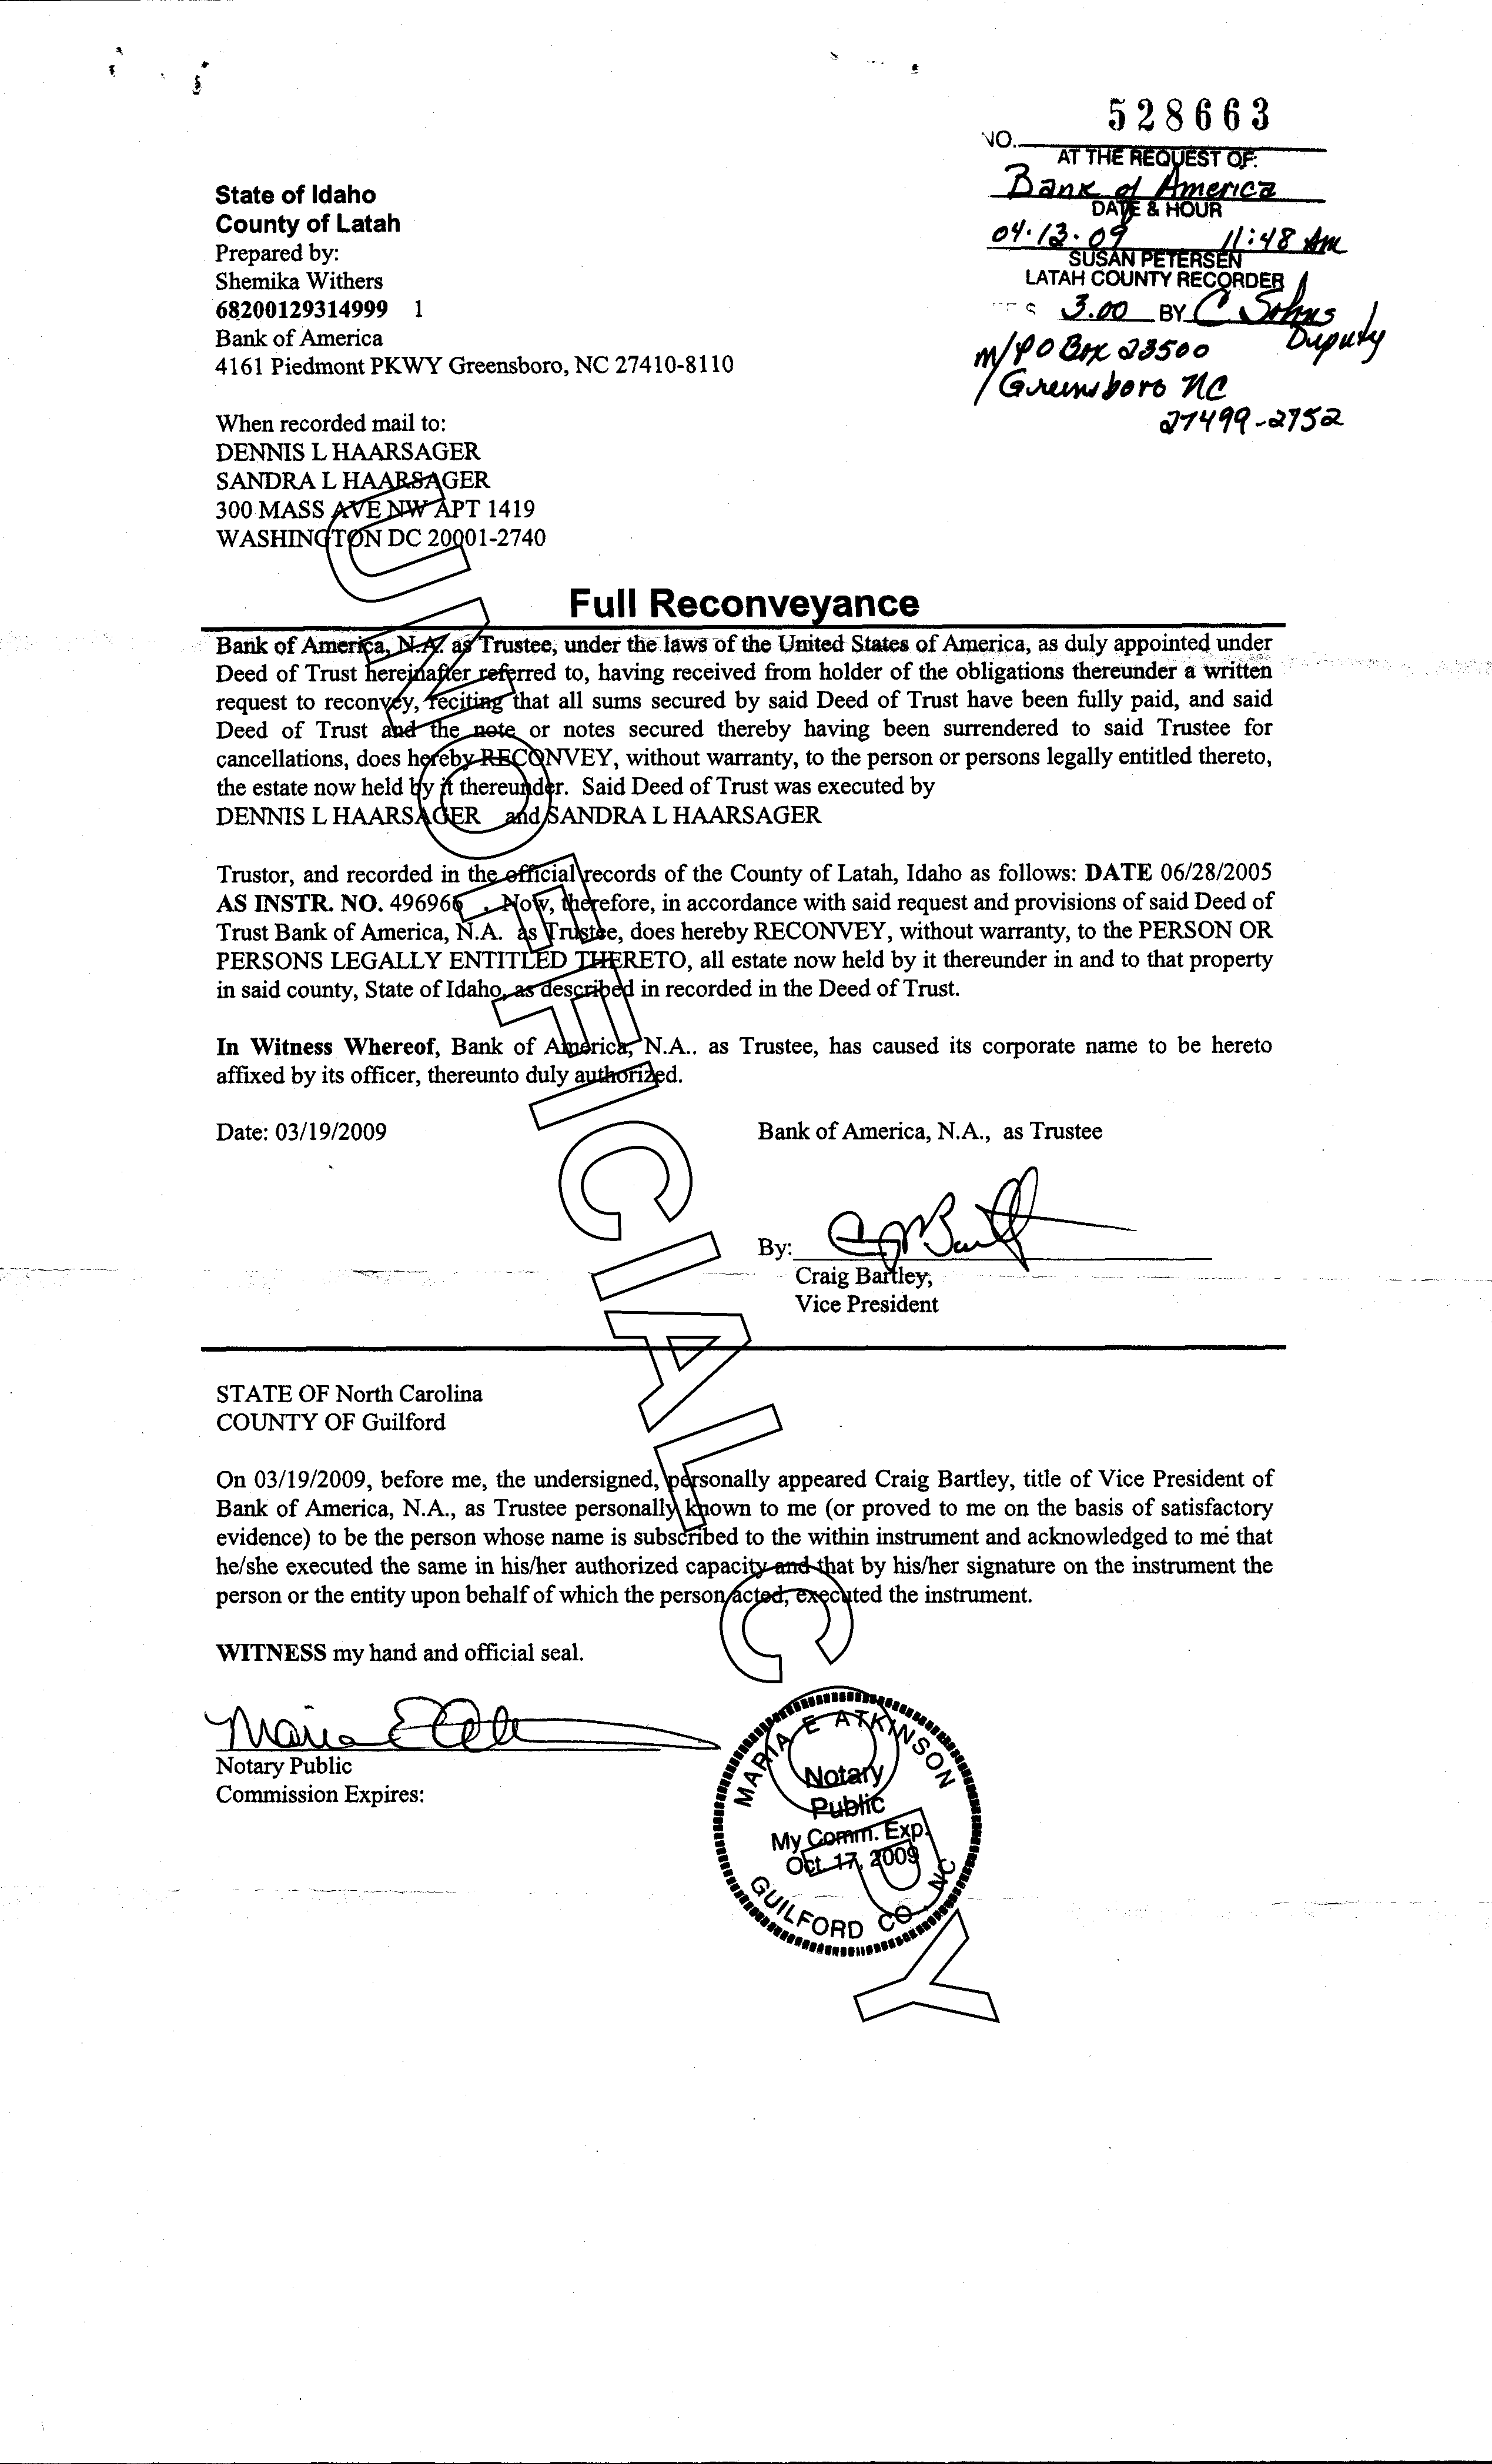 528663
NO.
AT THE REQUEST OF:
Bank of America
DATE & HOUR
04·13·09 11:48 Am
SUSAN PETERSEN
LATAH COUNTY RECORDER
$ 3.00 BY C Sohns
Deputy
m/ PO Box 23500
Greensboro NC
27499-2752
State of Idaho
County of Latah
Prepared by:
Shemika Withers
68200129314999 1
Bank of America
4161 Piedmont PKWY Greensboro, NC 27410-8110
When recorded mail to:
DENNIS L HAARSAGER
SANDRA L HAARSAGER
300 MASS AVE NW APT 1419
WASHINGTON DC 20001-2740
Full Reconveyance
Bank of America, N.A. as Trustee, under the laws of the United States of America, as duly appointed under
Deed of Trust hereinafter referred to, having received from holder of the obligations thereunder a written
request to reconvey, reciting that all sums secured by said Deed of Trust have been fully paid, and said
Deed of Trust and the note or notes secured thereby having been surrendered to said Trustee for
cancellations, does hereby RECONVEY, without warranty, to the person or persons legally entitled thereto,
the estate now held by it thereunder. Said Deed of Trust was executed by
DENNIS L HAARSAGER and SANDRA L HAARSAGER
Trustor, and recorded in the official records of the County of Latah, Idaho as follows: DATE 06/28/2005
AS INSTR. NO. 496966 . Now, therefore, in accordance with said request and provisions of said Deed of
Trust Bank of America, N.A. as Trustee, does hereby RECONVEY, without warranty, to the PERSON OR
PERSONS LEGALLY ENTITLED THERETO, all estate now held by it thereunder in and to that property
in said county, State of Idaho, as described in recorded in the Deed of Trust.
In Witness Whereof, Bank of America, N.A.. as Trustee, has caused its corporate name to be hereto
affixed by its officer, thereunto duly authorized.
Date: 03/19/2009 Bank of America, N.A., as Trustee
By:
Craig Bartley,
Vice President
STATE OF North Carolina
COUNTY OF Guilford
On 03/19/2009, before me, the undersigned, personally appeared Craig Bartley, title of Vice President of
Bank of America, N.A., as Trustee personally known to me (or proved to me on the basis of satisfactory
evidence) to be the person whose name is subscribed to the within instrument and acknowledged to me that
he/she executed the same in his/her authorized capacity and that by his/her signature on the instrument the
person or the entity upon behalf of which the person acted, executed the instrument.
WITNESS my hand and official seal.
Notary Public
Commission Expires:
MARIA E ATKINSON
Notary
Public
My Comm. Exp.
Oct. 17, 2009
GUILFORD CO., NC
UNOFFICIAL COPY